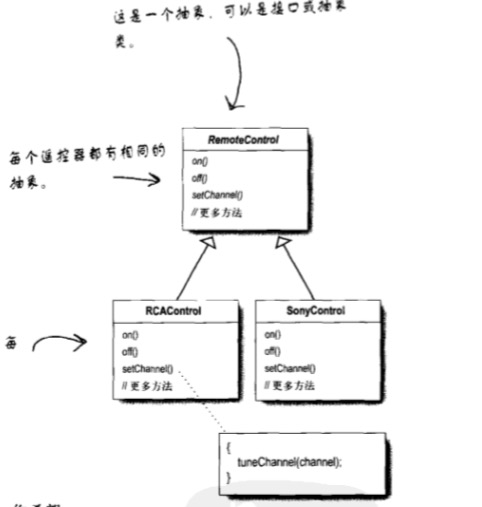 这是一个抽象，可以是接口或抽象
类。
RemoteControl
每个遥控器都有相同的
抽象。
on()
off()
setChannel()
//更多方法
RCAControl
on()
off()
setChannel()
//更多方法
SonyControl
on()
off()
setChannel()
//更多方法
每
{
tuneChannel(channel);
}